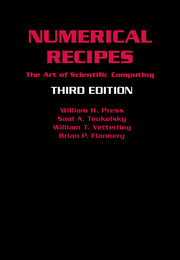 NUMERICAL
RECIPES
The Art of Scientific Computing
THIRD EDITION
William H. Press
Saul A. Teukolsky
William T. Vetterling
Brian P. Flannery